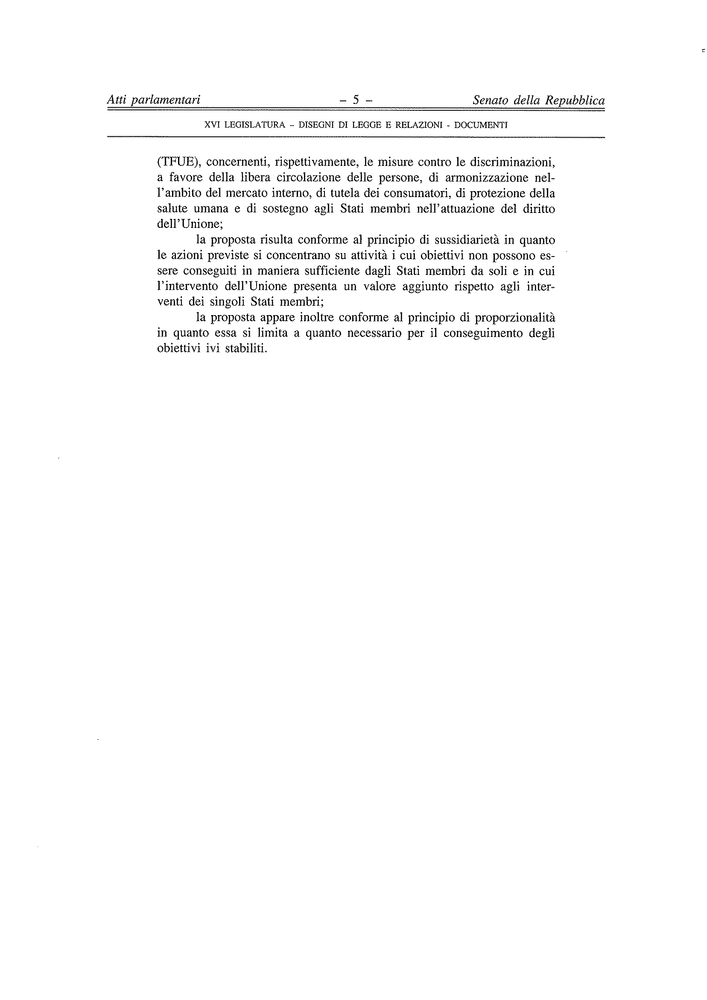 Atti parlamentari – 5 – Senato della Repubblica
XVI LEGISLATURA – DISEGNI DI LEGGE E RELAZIONI - DOCUMENTI
(TFUE), concernenti, rispettivamente, le misure contro le discriminazioni,
a favore della libera circolazione delle persone, di armonizzazione nel-
l'ambito del mercato interno, di tutela dei consumatori, di protezione della
salute umana e di sostegno agli Stati membri nell'attuazione del diritto
dell'Unione;
la proposta risulta conforme al principio di sussidiarietà in quanto
le azioni previste si concentrano su attività i cui obiettivi non possono es-
sere conseguiti in maniera sufficiente dagli Stati membri da soli e in cui
l'intervento dell'Unione presenta un valore aggiunto rispetto agli inter-
venti dei singoli Stati membri;
la proposta appare inoltre conforme al principio di proporzionalità
in quanto essa si limita a quanto necessario per il conseguimento degli
obiettivi ivi stabiliti.